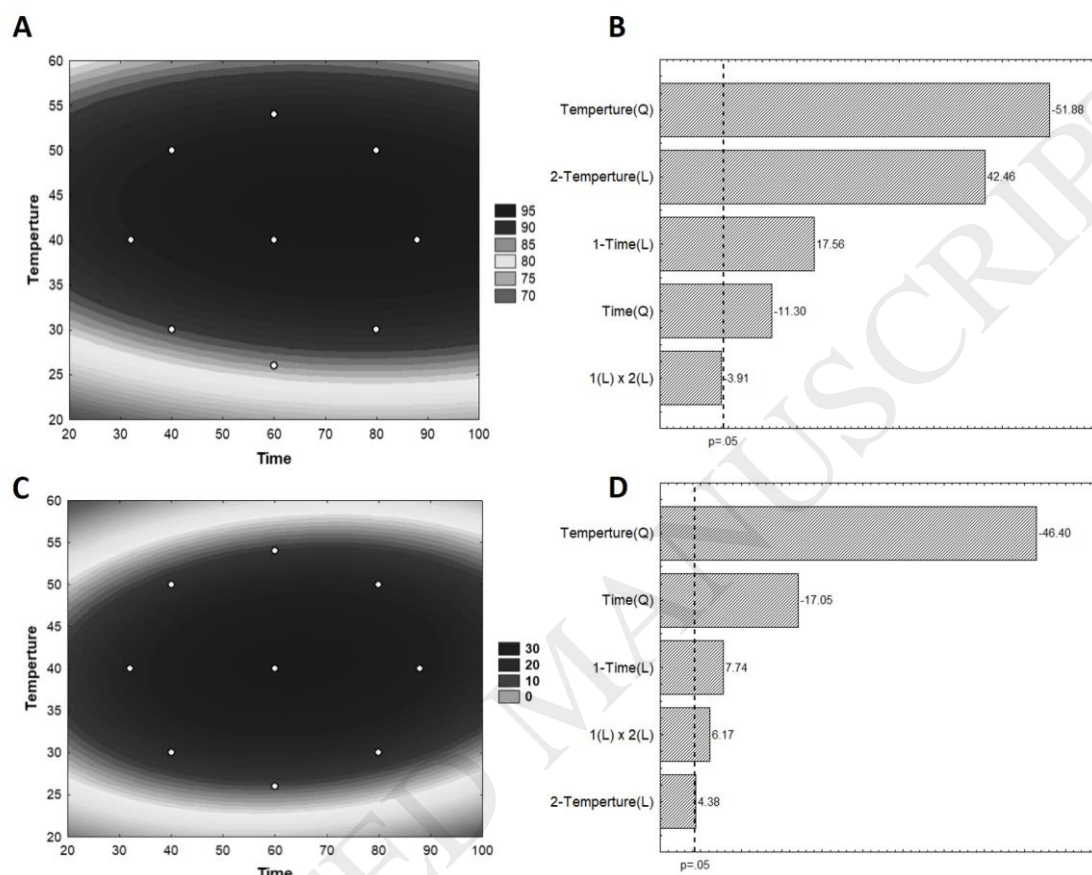 A
60
55
50
45
40
35
30
25
20
Temperture
20 30 40 50 60 70 80 90 100
Time
95
90
85
80
75
70
B
Temperture(Q)
-51.88
2-Temperture(L)
42.46
1-Time(L)
17.56
Time(Q)
-11.30
1(L) x 2(L)
-3.91
p=.05
C
60
55
50
45
40
35
30
25
20
Temperture
20 30 40 50 60 70 80 90 100
Time
30
20
10
0
D
Temperture(Q)
-46.40
Time(Q)
-17.05
1-Time(L)
7.74
1(L) x 2(L)
6.17
2-Temperture(L)
4.38
p=.05
TED MANUSCRIPT